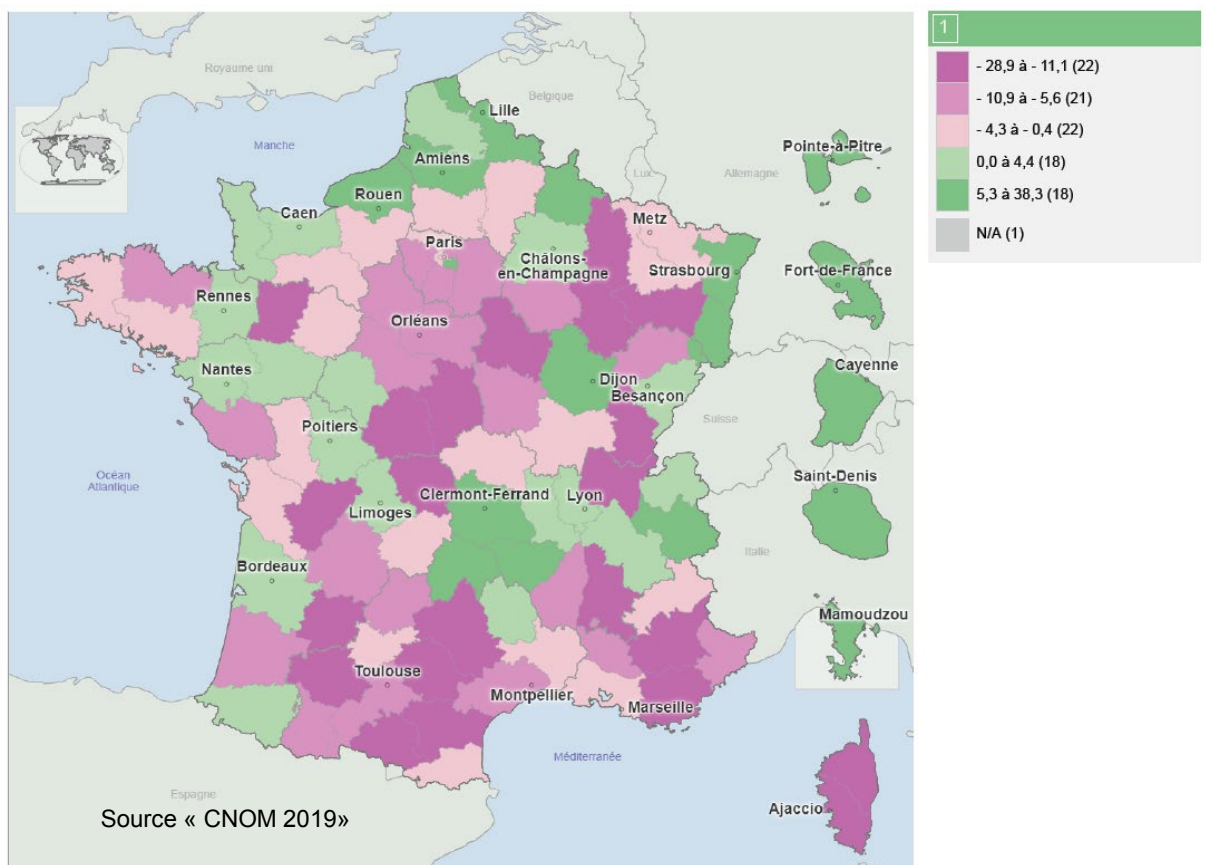 1
- 28,9 à - 11,1 (22)
- 10,9 à - 5,6 (21)
- 4,3 à - 0,4 (22)
0,0 à 4,4 (18)
5,3 à 38,3 (18)
N/A (1)
Royaume uni
Belgique
Lille
Manche
Amiens
Lux.
Allemagne
Pointe-à-Pitre
Rouen
Caen
Metz
Paris
Châlons-
en-Champagne
Strasbourg
Fort-de-France
Rennes
Orléans
Nantes
Dijon
Besançon
Cayenne
Suisse
Poitiers
Océan
Atlantique
Clermont-Ferrand
Lyon
Saint-Denis
Limoges
Italie
Bordeaux
Mamoudzou
Toulouse
Montpellier
Marseille
Méditerranée
Espagne
Ajaccio
Source « CNOM 2019»